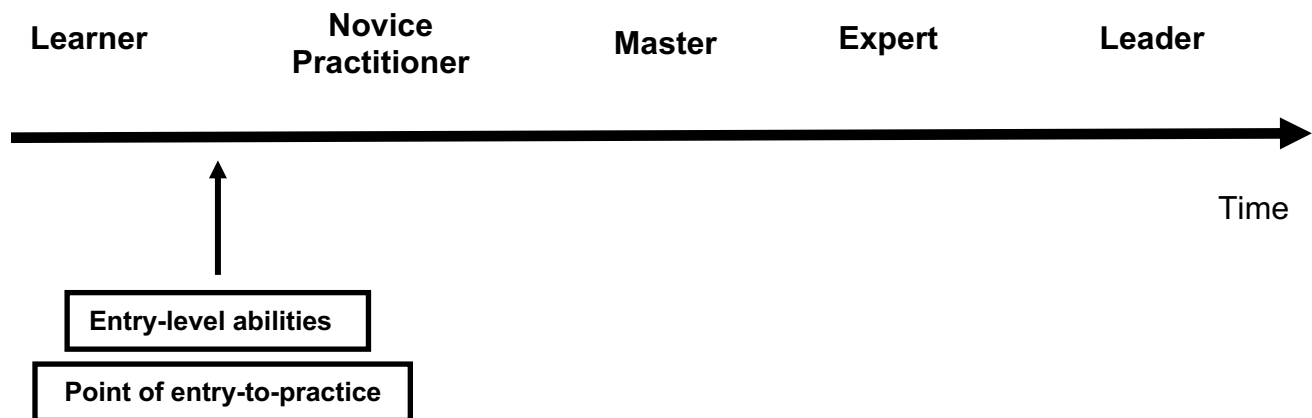 Learner
Novice
Practitioner
Master
Expert
Leader
Time
Entry-level abilities
Point of entry-to-practice